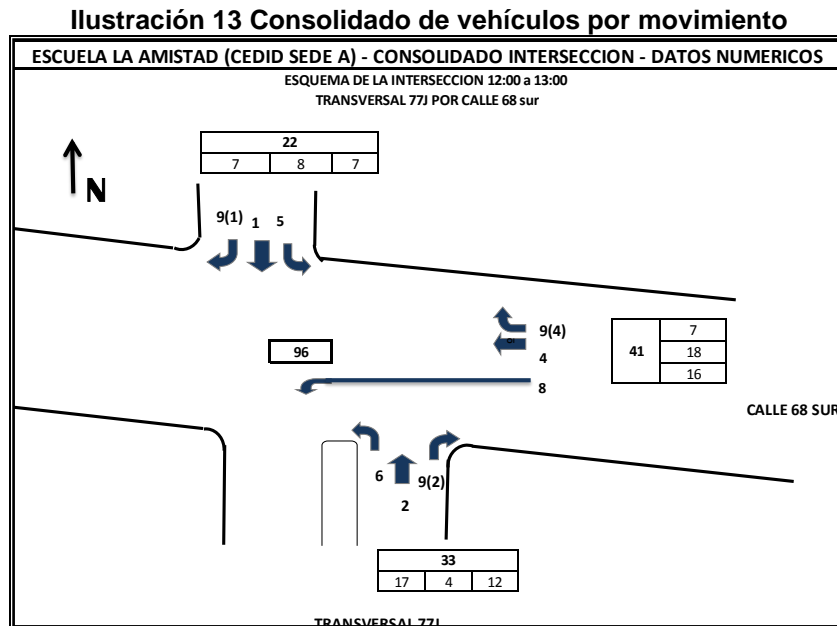 Ilustración 13 Consolidado de vehículos por movimiento
ESCUELA LA AMISTAD (CEDID SEDE A) - CONSOLIDADO INTERSECCION - DATOS NUMERICOS
ESQUEMA DE LA INTERSECCION 12:00 a 13:00
TRANSVERSAL 77J POR CALLE 68 sur
22
7 8 7
N
9(1) 1 5
9(4)
4
8
96
41
7
18
16
CALLE 68 SUR
6 9(2)
2
33
17 4 12
TRANSVERSAL 77J